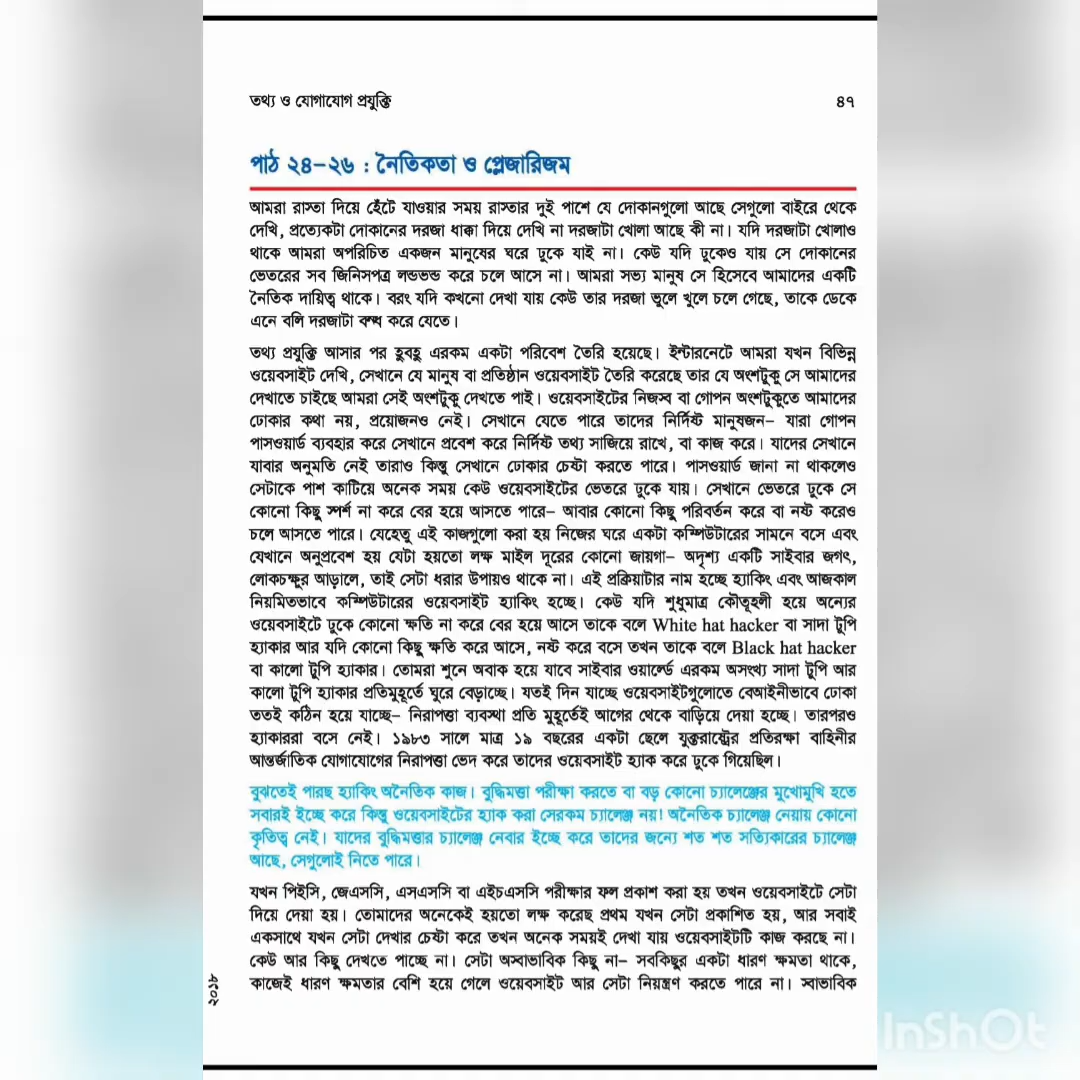 তথ্য ও যোগাযোগ প্রযুক্তি ৪৭
পাঠ ২৪–২৬ : নৈতিকতা ও প্লেজারিজম
আমরা রাস্তা দিয়ে হেঁটে যাওয়ার সময় রাস্তার দুই পাশে যে দোকানগুলো আছে সেগুলো বাইরে থেকে
দেখি, প্রত্যেকটা দোকানের দরজা ধাক্কা দিয়ে দেখি না দরজাটা খোলা আছে কী না। যদি দরজাটা খোলাও
থাকে আমরা অপরিচিত একজন মানুষের ঘরে ঢুকে যাই না। কেউ যদি ঢুকেও যায় সে দোকানের
ভেতরের সব জিনিসপত্র লন্ডভন্ড করে চলে আসে না। আমরা সভ্য মানুষ সে হিসেবে আমাদের একটি
নৈতিক দায়িত্ব থাকে। বরং যদি কখনো দেখা যায় কেউ তার দরজা ভুলে খুলে চলে গেছে, তাকে ডেকে
এনে বলি দরজাটা বন্ধ করে যেতে।
তথ্য প্রযুক্তি আসার পর হুবহু এরকম একটা পরিবেশ তৈরি হয়েছে। ইন্টারনেটে আমরা যখন বিভিন্ন
ওয়েবসাইট দেখি, সেখানে যে মানুষ বা প্রতিষ্ঠান ওয়েবসাইট তৈরি করেছে তার যে অংশটুকু সে আমাদের
দেখাতে চাইছে আমরা সেই অংশটুকু দেখতে পাই। ওয়েবসাইটের নিজস্ব বা গোপন অংশটুকুতে আমাদের
ঢোকার কথা নয়, প্রয়োজনও নেই। সেখানে যেতে পারে তাদের নির্দিষ্ট মানুষজন– যারা গোপন
পাসওয়ার্ড ব্যবহার করে সেখানে প্রবেশ করে নির্দিষ্ট তথ্য সাজিয়ে রাখে, বা কাজ করে। যাদের সেখানে
যাবার অনুমতি নেই তারাও কিন্তু সেখানে ঢোকার চেষ্টা করতে পারে। পাসওয়ার্ড জানা না থাকলেও
সেটাকে পাশ কাটিয়ে অনেক সময় কেউ ওয়েবসাইটের ভেতরে ঢুকে যায়। সেখানে ভেতরে ঢুকে সে
কোনো কিছু স্পর্শ না করে বের হয়ে আসতে পারে– আবার কোনো কিছু পরিবর্তন করে বা নষ্ট করেও
চলে আসতে পারে। যেহেতু এই কাজগুলো করা হয় নিজের ঘরে একটা কম্পিউটারের সামনে বসে এবং
যেখানে অনুপ্রবেশ হয় যেটা হয়তো লক্ষ মাইল দূরের কোনো জায়গা– অদৃশ্য একটি সাইবার জগৎ,
লোকচক্ষুর আড়ালে, তাই সেটা ধরার উপায়ও থাকে না। এই প্রক্রিয়াটার নাম হচ্ছে হ্যাকিং এবং আজকাল
নিয়মিতভাবে কম্পিউটারের ওয়েবসাইট হ্যাকিং হচ্ছে। কেউ যদি শুধুমাত্র কৌতূহলী হয়ে অন্যের
ওয়েবসাইটে ঢুকে কোনো ক্ষতি না করে বের হয়ে আসে তাকে বলে White hat hacker বা সাদা টুপি
হ্যাকার আর যদি কোনো কিছু ক্ষতি করে আসে, নষ্ট করে বসে তখন তাকে বলে Black hat hacker
বা কালো টুপি হ্যাকার। তোমরা শুনে অবাক হয়ে যাবে সাইবার ওয়ার্ল্ডে এরকম অসংখ্য সাদা টুপি আর
কালো টুপি হ্যাকার প্রতিমুহূর্তে ঘুরে বেড়াচ্ছে। যতই দিন যাচ্ছে ওয়েবসাইটগুলোতে বেআইনীভাবে ঢোকা
ততই কঠিন হয়ে যাচ্ছে– নিরাপত্তা ব্যবস্থা প্রতি মুহূর্তেই আগের থেকে বাড়িয়ে দেয়া হচ্ছে। তারপরও
হ্যাকাররা বসে নেই। ১৯৮৩ সালে মাত্র ১৯ বছরের একটা ছেলে যুক্তরাষ্ট্রের প্রতিরক্ষা বাহিনীর
আন্তর্জাতিক যোগাযোগের নিরাপত্তা ভেদ করে তাদের ওয়েবসাইট হ্যাক করে ঢুকে গিয়েছিল।
বুঝতেই পারছ হ্যাকিং অনৈতিক কাজ। বুদ্ধিমত্তা পরীক্ষা করতে বা বড় কোনো চ্যালেঞ্জের মুখোমুখি হতে
সবারই ইচ্ছে করে কিন্তু ওয়েবসাইটের হ্যাক করা সেরকম চ্যালেঞ্জ নয়! অনৈতিক চ্যালেঞ্জ নেয়ায় কোনো
কৃতিত্ব নেই। যাদের বুদ্ধিমত্তার চ্যালেঞ্জ নেবার ইচ্ছে করে তাদের জন্যে শত শত সত্যিকারের চ্যালেঞ্জ
আছে, সেগুলোই নিতে পারে।
যখন পিইসি, জেএসসি, এসএসসি বা এইচএসসি পরীক্ষার ফল প্রকাশ করা হয় তখন ওয়েবসাইটে সেটা
দিয়ে দেয়া হয়। তোমাদের অনেকেই হয়তো লক্ষ করেছ প্রথম যখন সেটা প্রকাশিত হয়, আর সবাই
একসাথে যখন সেটা দেখার চেষ্টা করে তখন অনেক সময়ই দেখা যায় ওয়েবসাইটটি কাজ করছে না।
কেউ আর কিছু দেখতে পাচ্ছে না। সেটা অস্বাভাবিক কিছু না– সবকিছুর একটা ধারণ ক্ষমতা থাকে,
কাজেই ধারণ ক্ষমতার বেশি হয়ে গেলে ওয়েবসাইট আর সেটা নিয়ন্ত্রণ করতে পারে না। স্বাভাবিক
২০১৮
InShOt